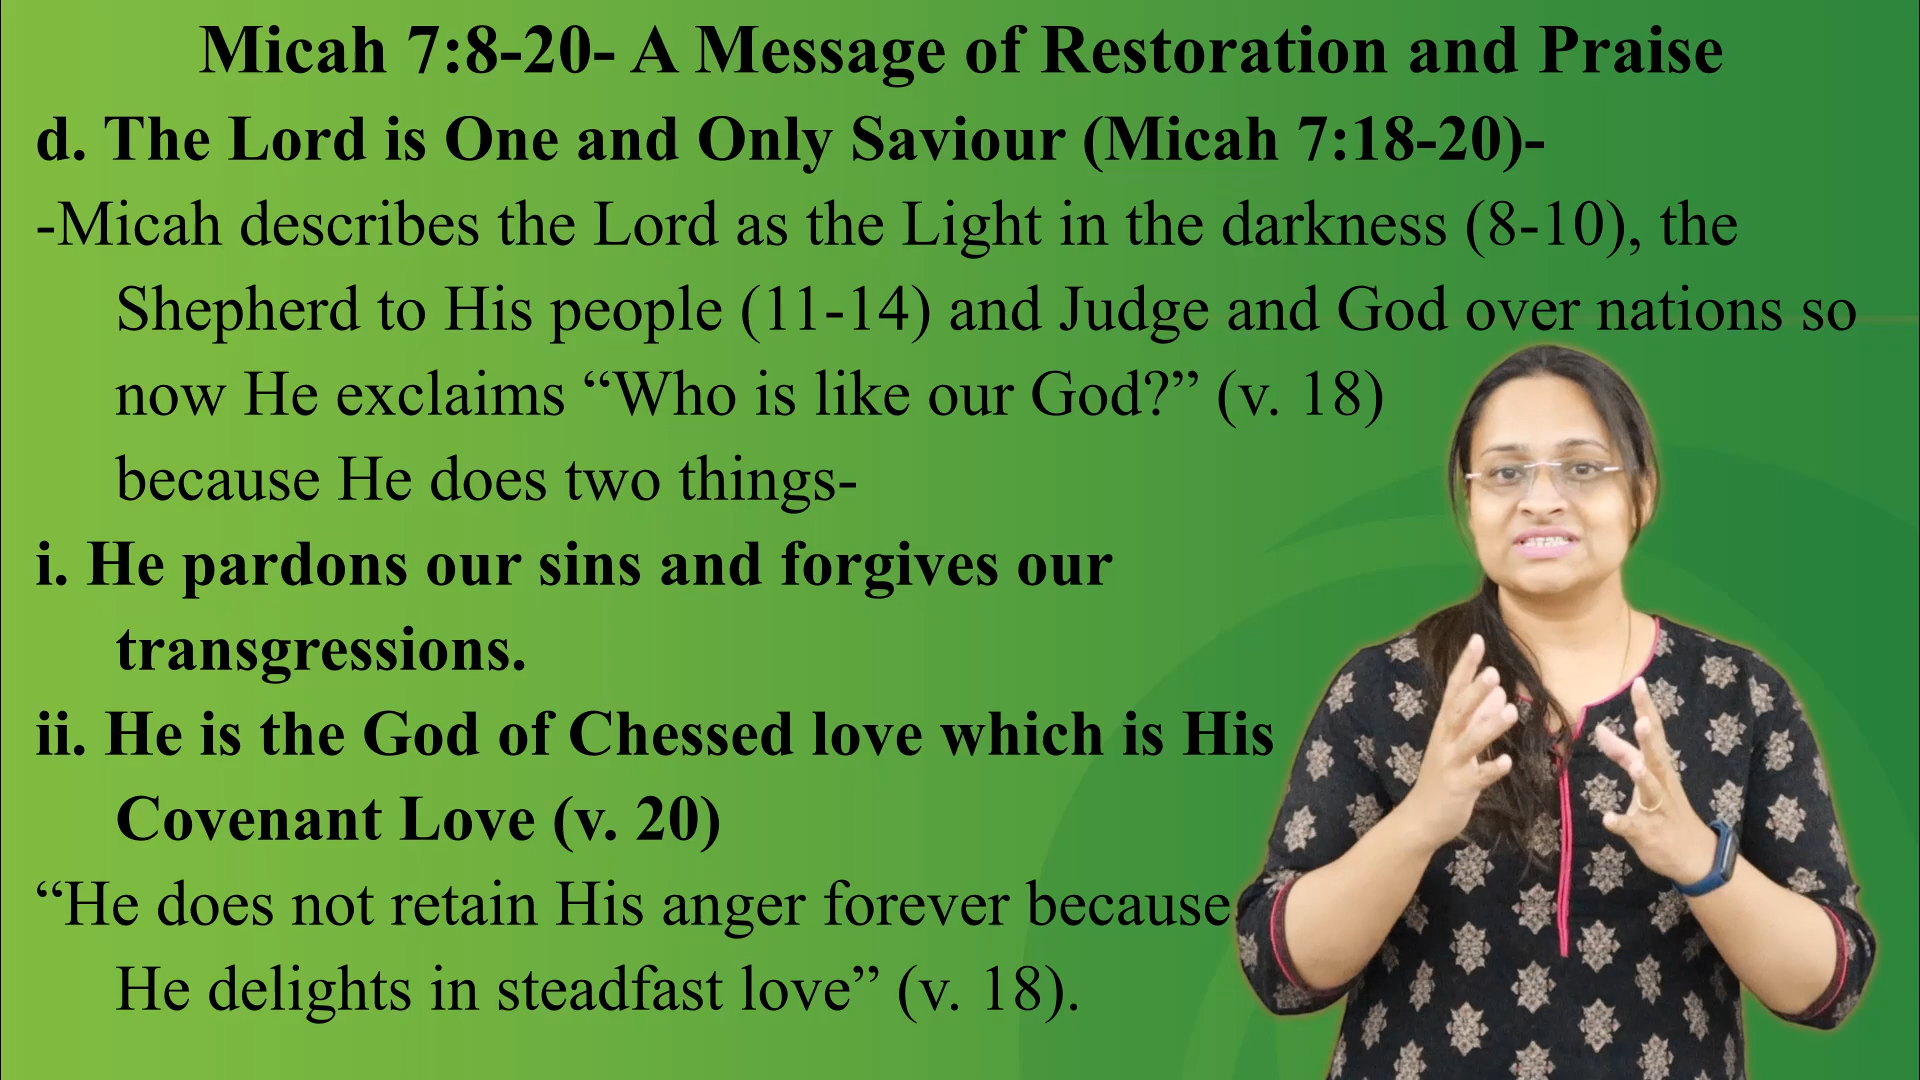 Micah 7:8-20- A Message of Restoration and Praise
d. The Lord is One and Only Saviour (Micah 7:18-20)-
-Micah describes the Lord as the Light in the darkness (8-10), the
Shepherd to His people (11-14) and Judge and God over nations so
now He exclaims “Who is like our God?” (v. 18)
because He does two things-
i. He pardons our sins and forgives our
transgressions.
ii. He is the God of Chessed love which is His
Covenant Love (v. 20)
“He does not retain His anger forever because
He delights in steadfast love” (v. 18).